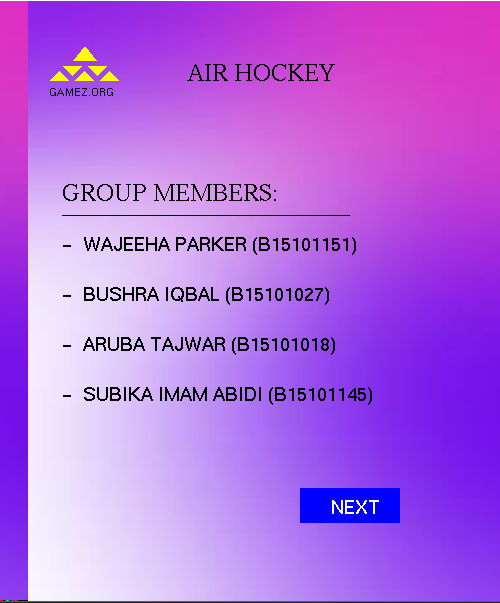 AIR HOCKEY
GAMEZ.ORG
GROUP MEMBERS:
- WAJEEHA PARKER (B15101151)
- BUSHRA IQBAL (B15101027)
- ARUBA TAJWAR (B15101018)
- SUBIKA IMAM ABIDI (B15101145)
NEXT